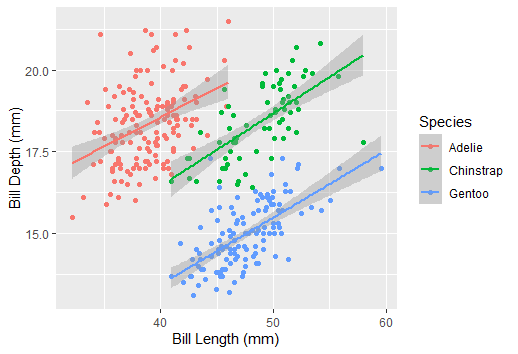 20.0
17.5
15.0
Bill Depth (mm)
40
50
60
Bill Length (mm)
Species
Adelie
Chinstrap
Gentoo